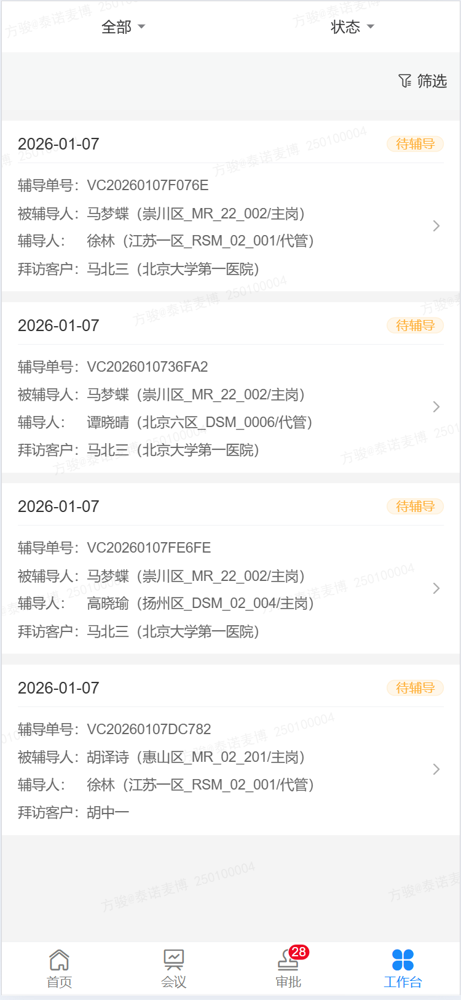 全部 状态
筛选
2026-01-07 待辅导
辅导单号： VC20260107F076E
被辅导人： 马梦蝶（崇川区_MR_22_002/主岗）
辅导人： 徐林（江苏一区_RSM_02_001/代管）
拜访客户： 马北三（北京大学第一医院）
2026-01-07 待辅导
辅导单号： VC2026010736FA2
被辅导人： 马梦蝶（崇川区_MR_22_002/主岗）
辅导人： 谭晓晴（北京六区_DSM_0006/代管）
拜访客户： 马北三（北京大学第一医院）
2026-01-07 待辅导
辅导单号： VC20260107FE6FE
被辅导人： 马梦蝶（崇川区_MR_22_002/主岗）
辅导人： 高晓瑜（扬州区_DSM_02_004/主岗）
拜访客户： 马北三（北京大学第一医院）
2026-01-07 待辅导
辅导单号： VC20260107DC782
被辅导人： 胡译诗（惠山区_MR_02_201/主岗）
辅导人： 徐林（江苏一区_RSM_02_001/代管）
拜访客户： 胡中一
方骏@泰诺麦博 250100004
28
首页 会议 审批 工作台